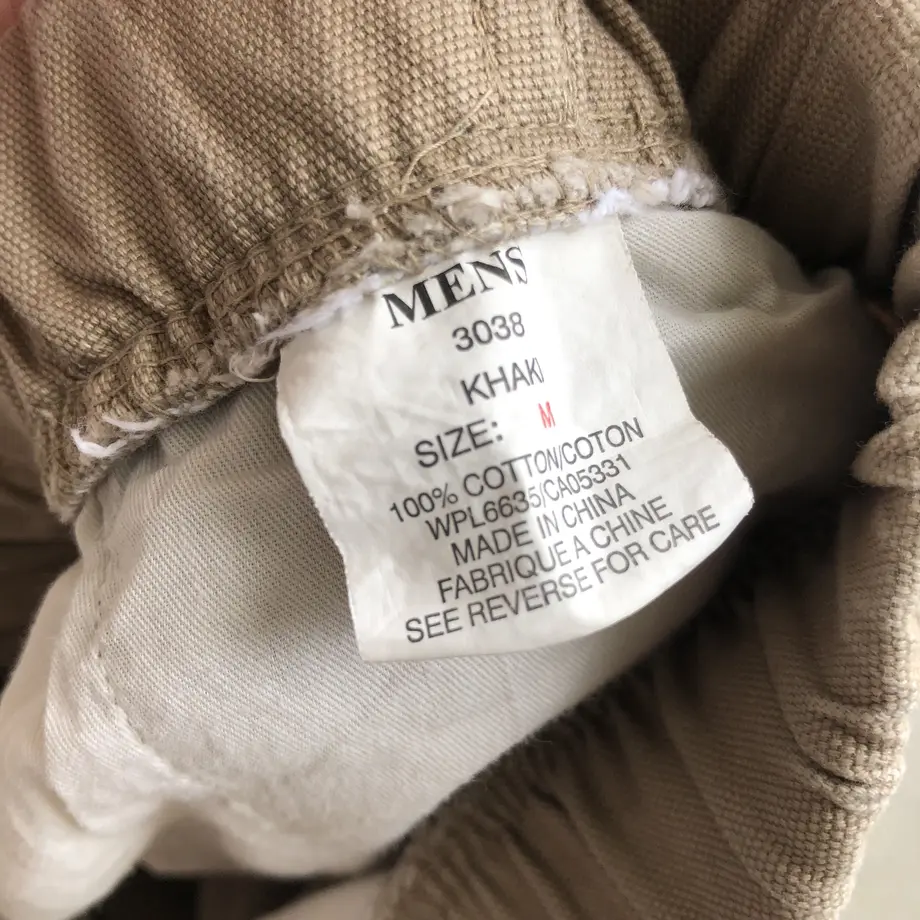 MENS
3038
KHAKI
SIZE: M
100% COTTON/COTON
WPL6635/CA05331
MADE IN CHINA
FABRIQUE A CHINE
SEE REVERSE FOR CARE